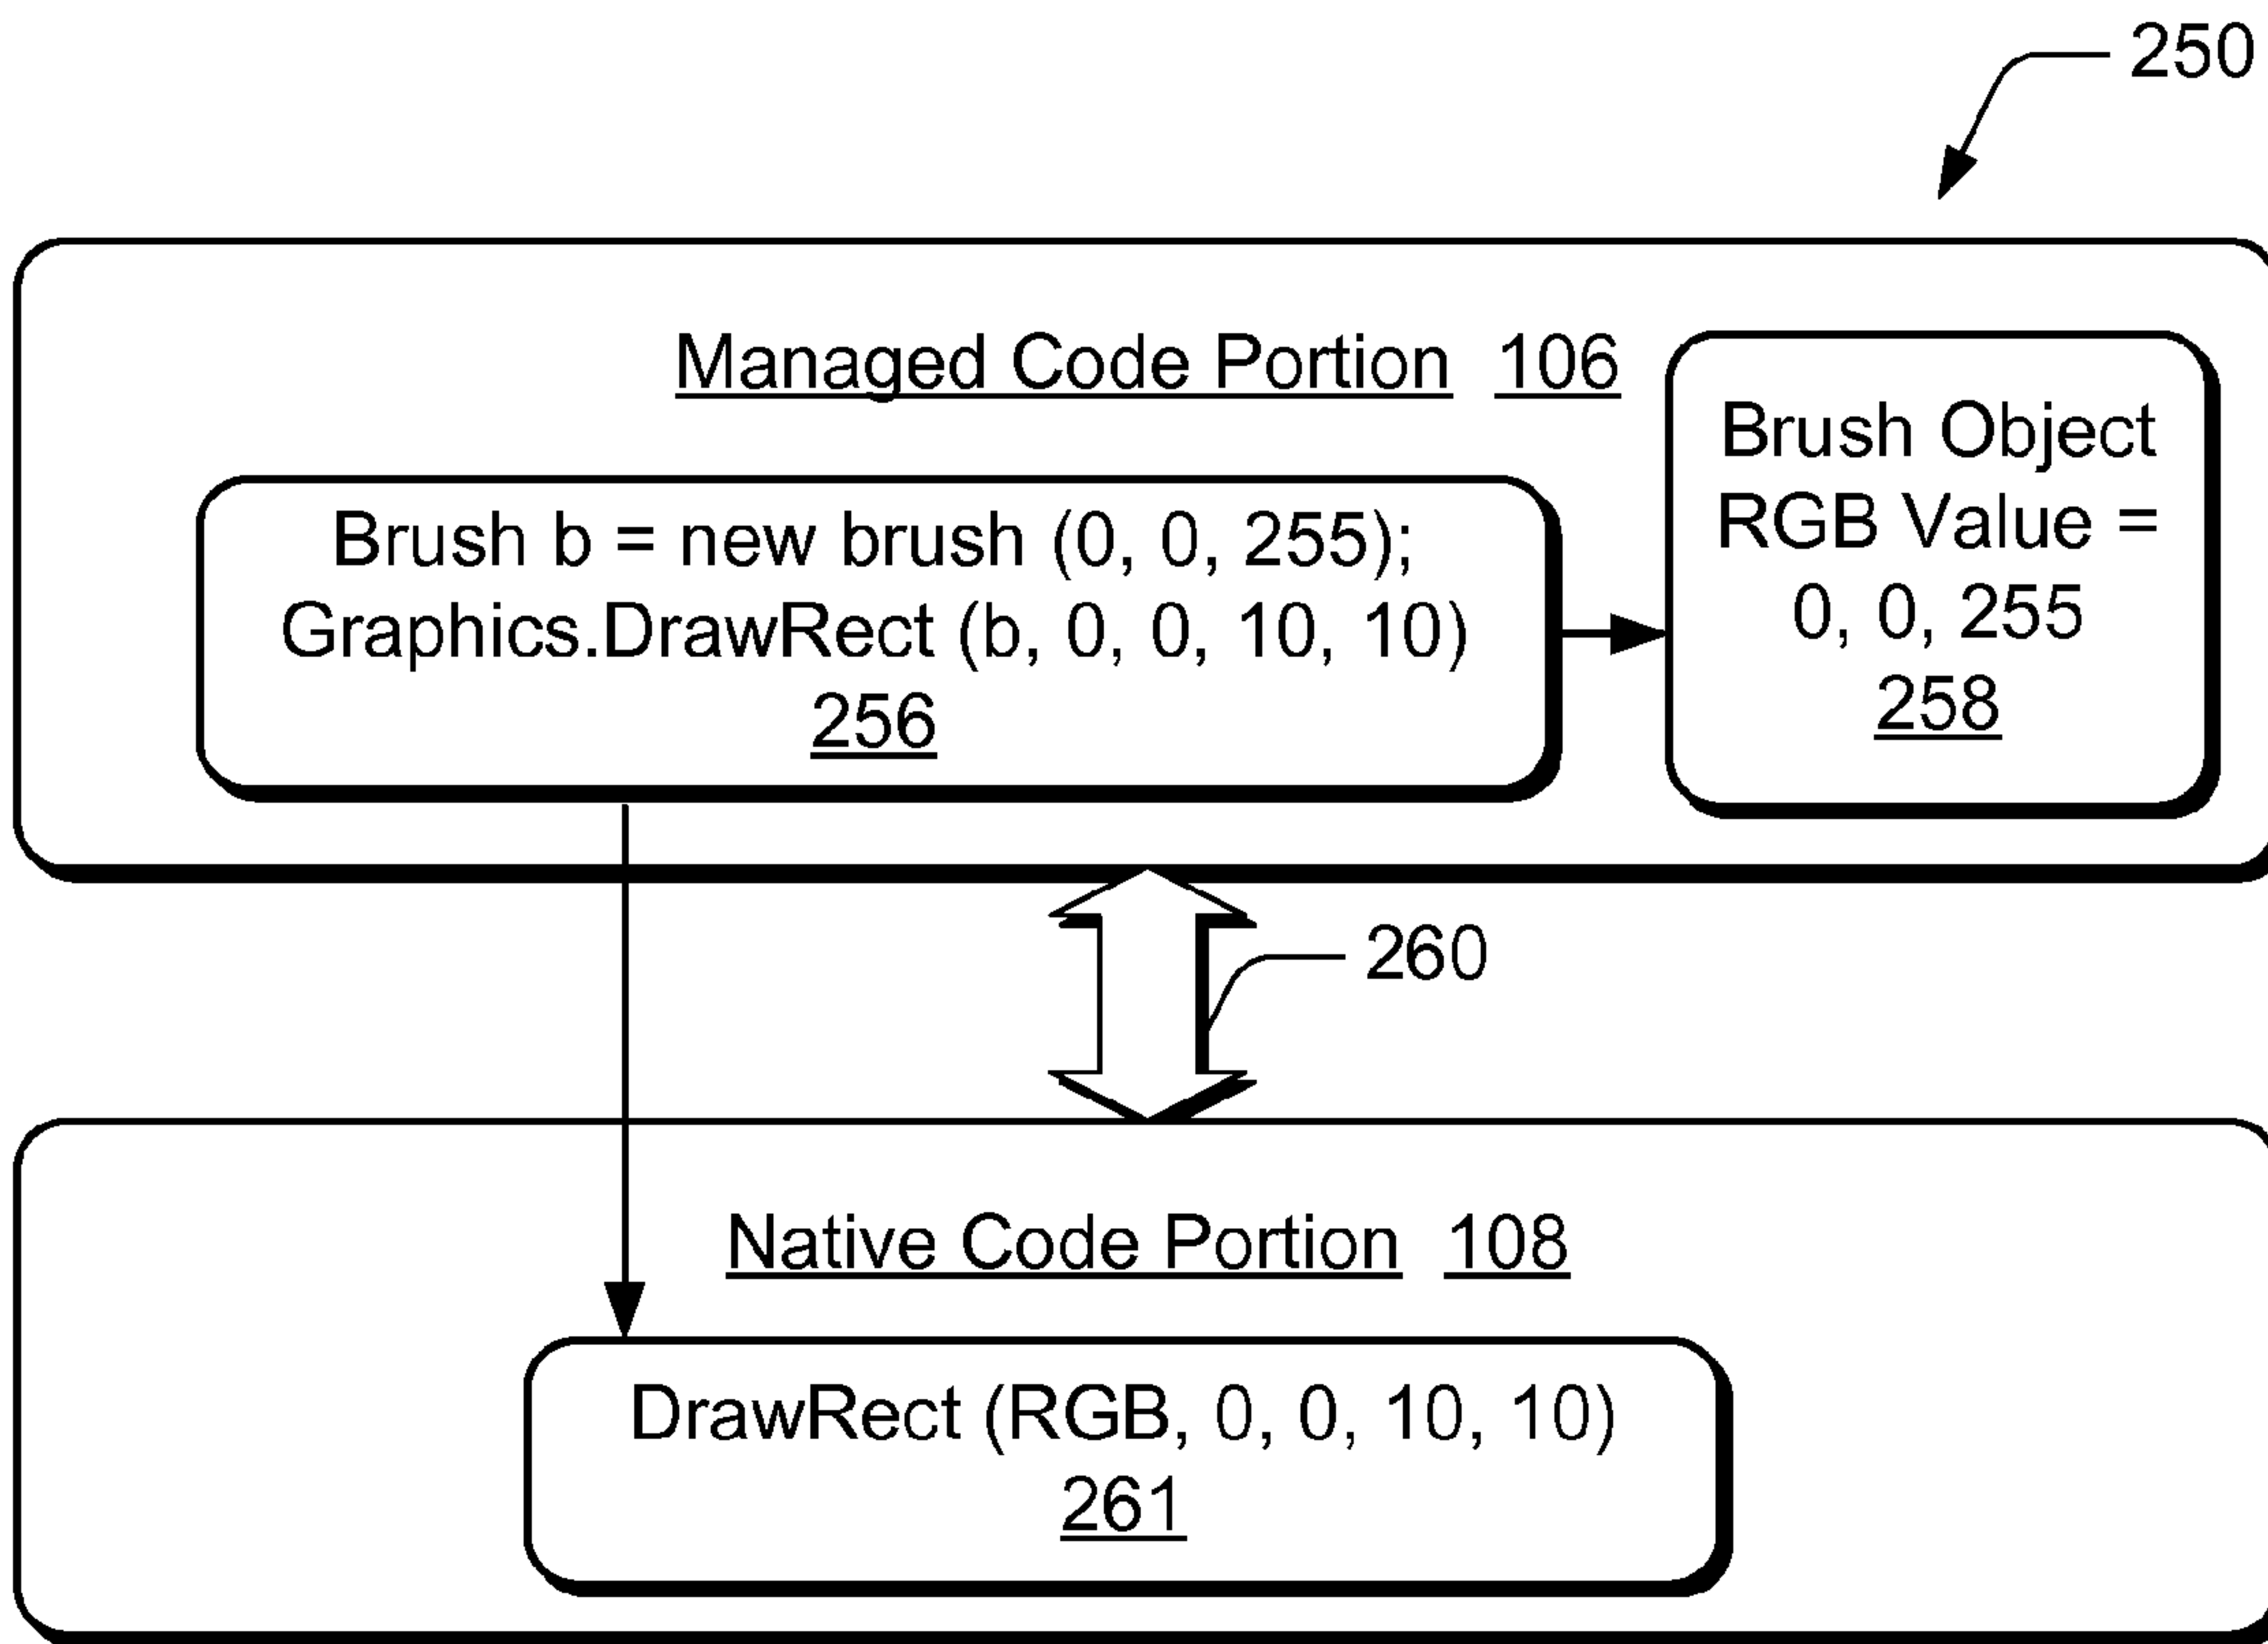 250
Managed Code Portion 106
Brush b = new brush (0, 0, 255);
Graphics.DrawRect (b, 0, 0, 10, 10)
256
Brush Object
RGB Value =
0, 0, 255
258
260
Native Code Portion 108
DrawRect (RGB, 0, 0, 10, 10)
261